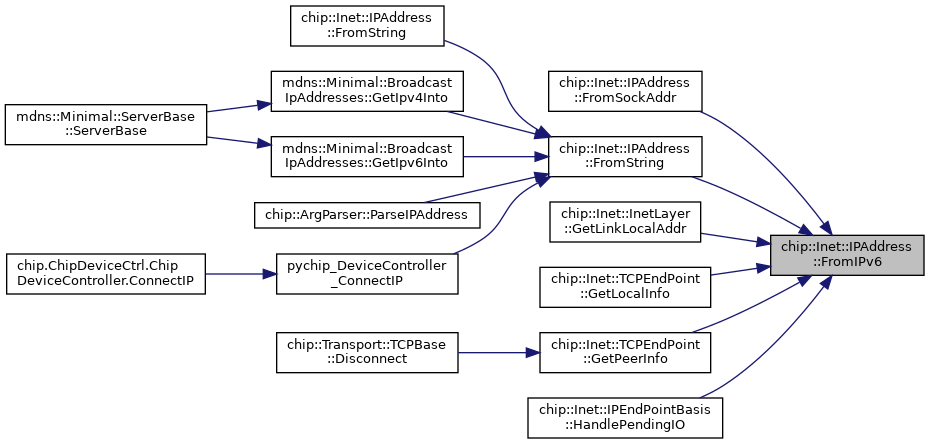 chip::Inet::IPAddress
::FromString
mdns::Minimal::Broadcast
IpAddresses::GetIpv4Into
chip::Inet::IPAddress
::FromSockAddr
mdns::Minimal::ServerBase
::ServerBase
mdns::Minimal::Broadcast
IpAddresses::GetIpv6Into
chip::Inet::IPAddress
::FromString
chip::ArgParser::ParseIPAddress
chip::Inet::InetLayer
::GetLinkLocalAddr
chip::Inet::IPAddress
::FromIPv6
chip.ChipDeviceCtrl.Chip
DeviceController.ConnectIP
pychip_DeviceController
_ConnectIP
chip::Inet::TCPEndPoint
::GetLocalInfo
chip::Transport::TCPBase
::Disconnect
chip::Inet::TCPEndPoint
::GetPeerInfo
chip::Inet::IPEndPointBasis
::HandlePendingIO